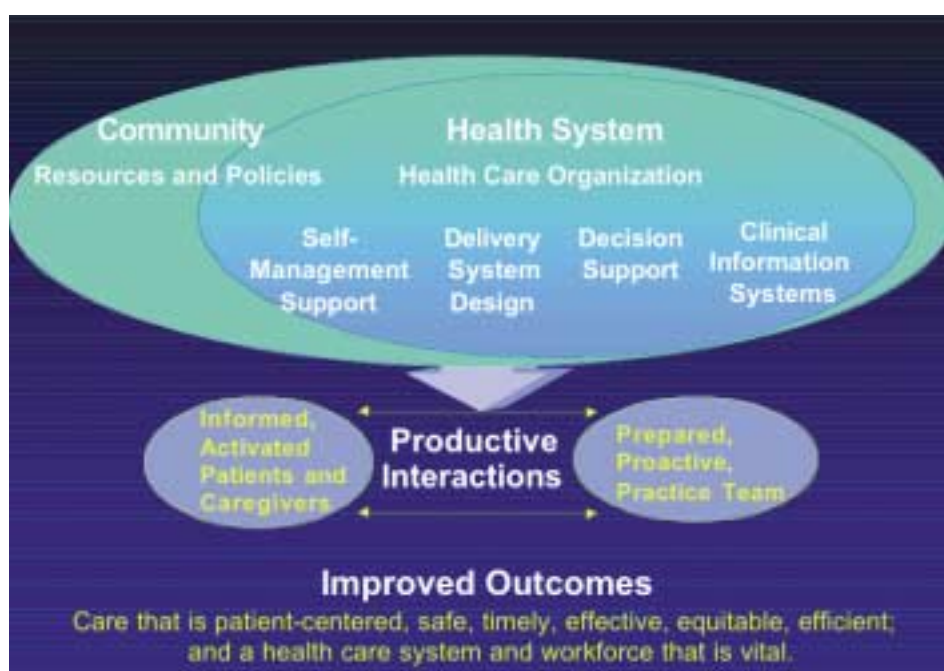 Community
Resources and Policies
Health System
Health Care Organization
Self-
Management
Support
Delivery
System
Design
Decision
Support
Clinical
Information
Systems
Informed,
Activated
Patients and
Caregivers
Productive
Interactions
Prepared,
Proactive,
Practice Team
Improved Outcomes
Care that is patient-centered, safe, timely, effective, equitable, efficient;
and a health care system and workforce that is vital.